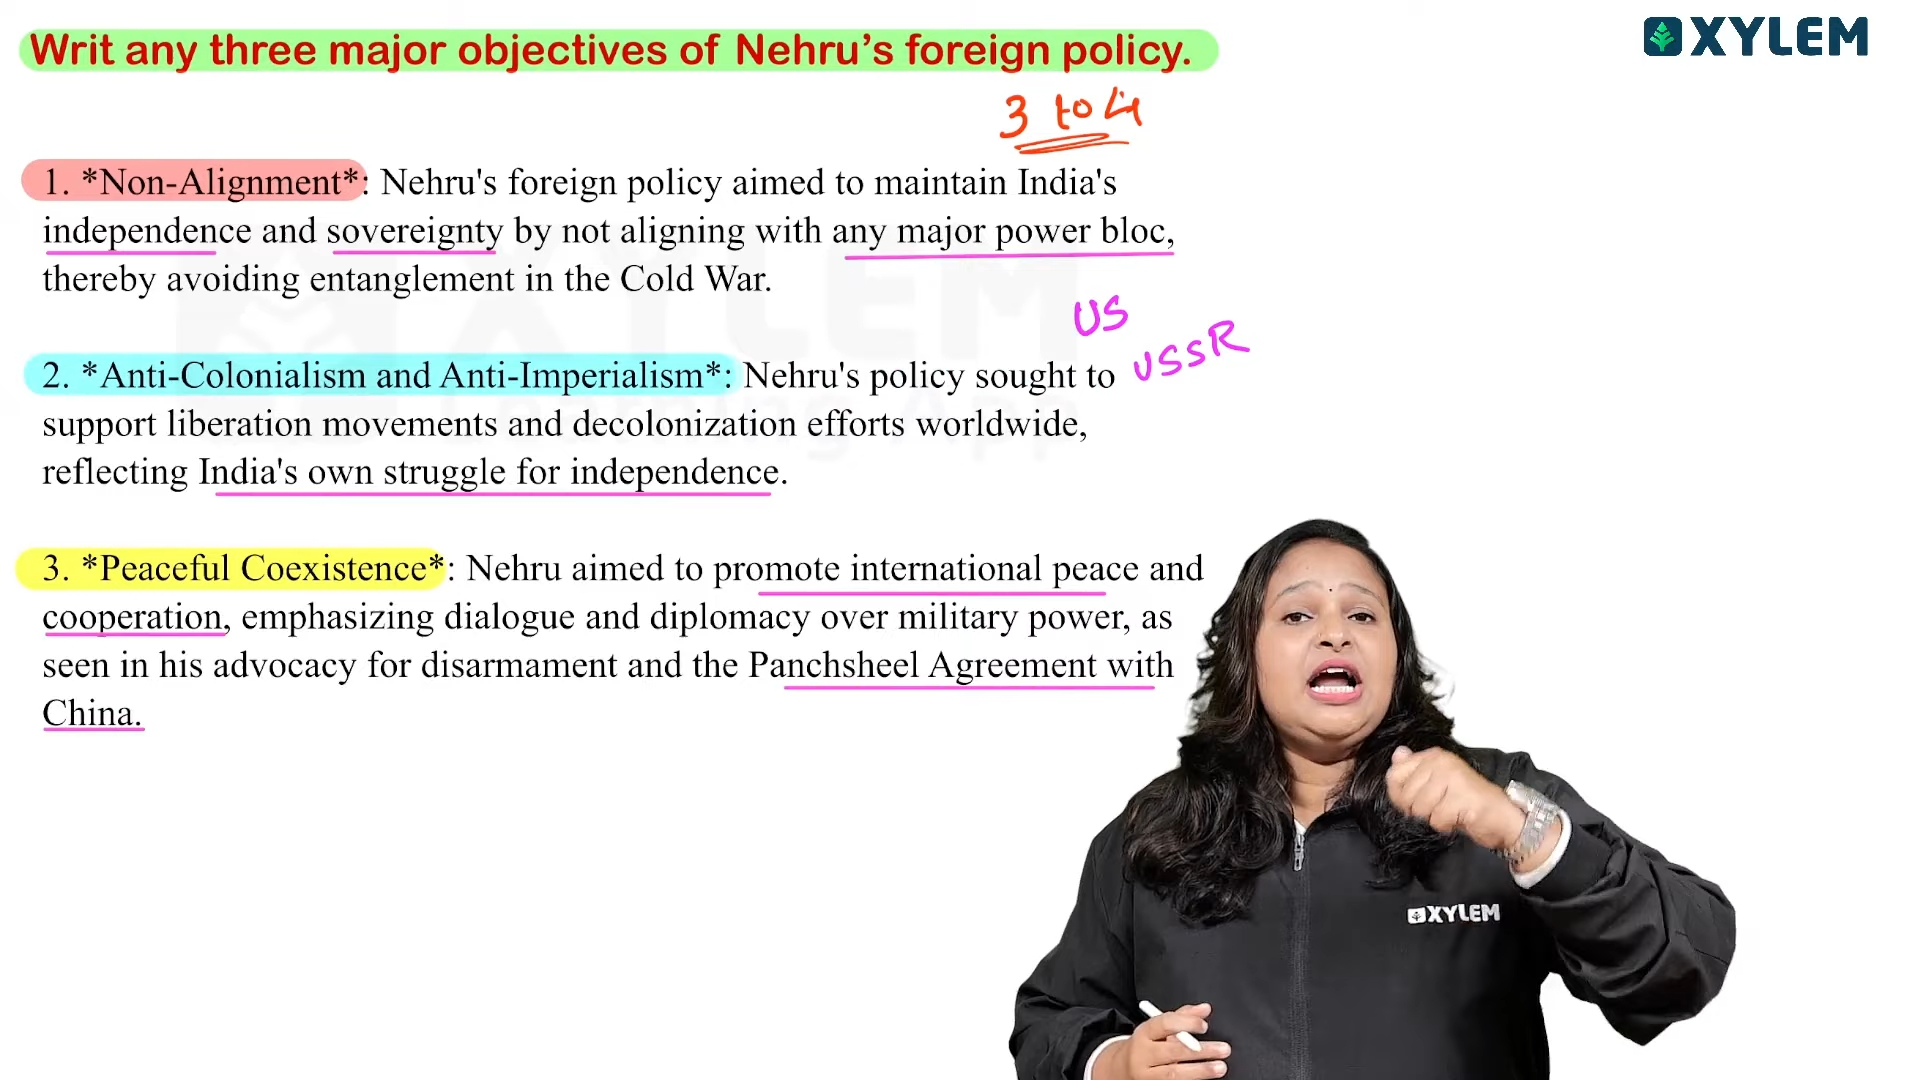 Writ any three major objectives of Nehru’s foreign policy.
XYLEM
3 to 4
1. *Non-Alignment*: Nehru's foreign policy aimed to maintain India's
independence and sovereignty by not aligning with any major power bloc,
thereby avoiding entanglement in the Cold War.
US
USSR
2. *Anti-Colonialism and Anti-Imperialism*: Nehru's policy sought to
support liberation movements and decolonization efforts worldwide,
reflecting India's own struggle for independence.
3. *Peaceful Coexistence*: Nehru aimed to promote international peace and
cooperation, emphasizing dialogue and diplomacy over military power, as
seen in his advocacy for disarmament and the Panchsheel Agreement with
China.
XYLEM
XYLEM
Learning App